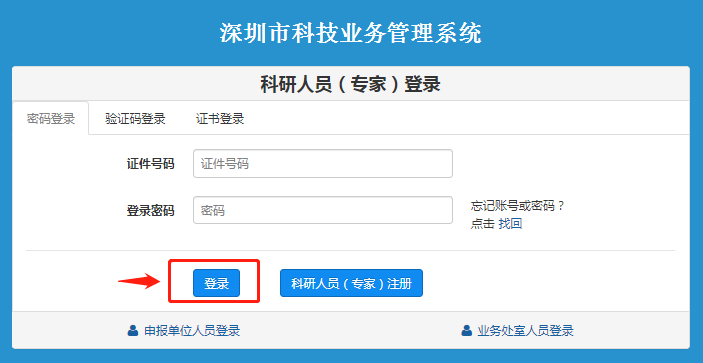 深圳市科技业务管理系统
科研人员（专家）登录
密码登录 验证码登录 证书登录
证件号码 证件号码
登录密码 密码
忘记账号或密码？
点击 找回
登录 科研人员（专家）注册
申报单位人员登录 业务处室人员登录